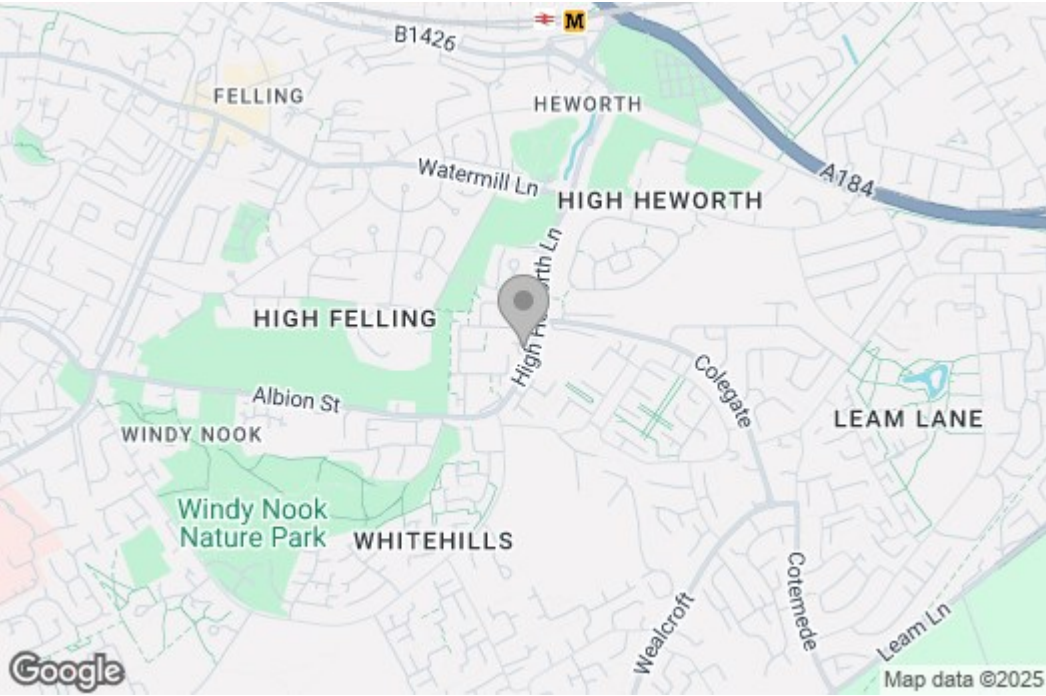 M
B1426
FELLING
HEWORTH
A184
Watermill Ln
HIGH HEWORTH
High Heworth Ln
HIGH FELLING
Colegate
Albion St
LEAM LANE
WINDY NOOK
Windy Nook
Nature Park
WHITEHILLS
Cotemede
Wealcroft
Leam Ln
Google
Map data ©2025